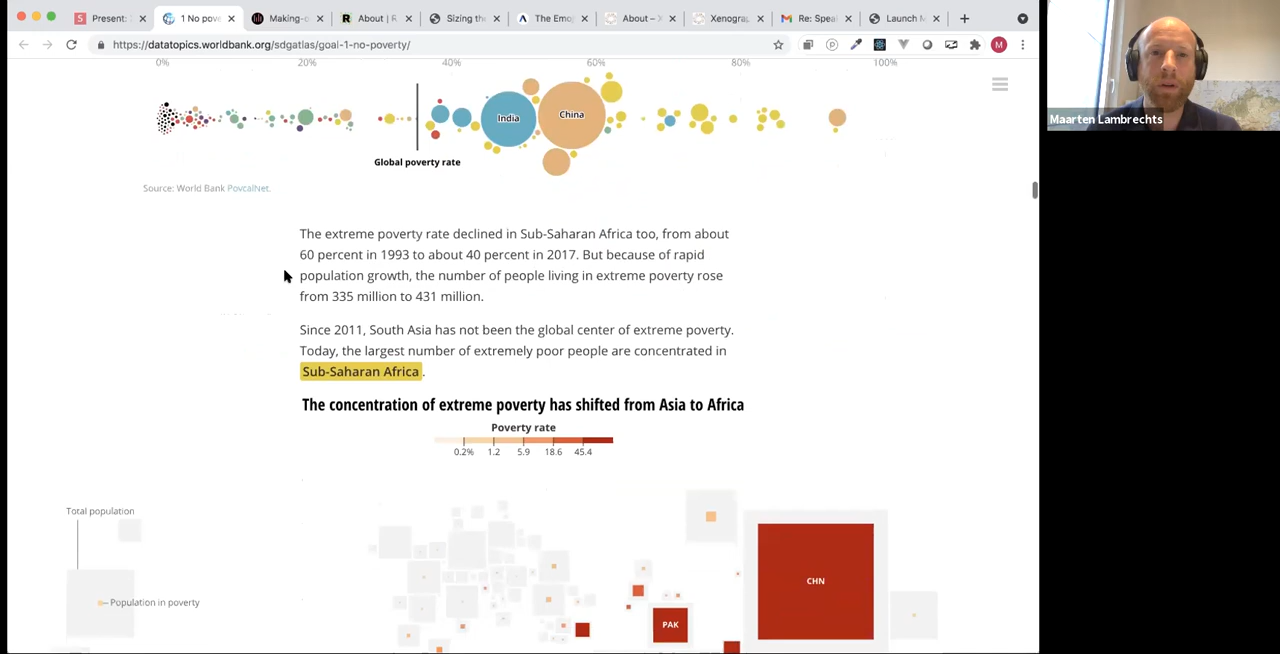 Present:
1 No pove
Making-o
About | R
Sizing the
The Emoj
About – X
Xenograp
Re: Speak
Launch M
https://datatopics.worldbank.org/sdgatlas/goal-1-no-poverty/
M
Maarten Lambrechts
0% 20% 40% 60% 80% 100%
India
China
Global poverty rate
Source: World Bank PovcalNet.
The extreme poverty rate declined in Sub-Saharan Africa too, from about
60 percent in 1993 to about 40 percent in 2017. But because of rapid
population growth, the number of people living in extreme poverty rose
from 335 million to 431 million.
Since 2011, South Asia has not been the global center of extreme poverty.
Today, the largest number of extremely poor people are concentrated in
Sub-Saharan Africa.
The concentration of extreme poverty has shifted from Asia to Africa
Poverty rate
0.2% 1.2 5.9 18.6 45.4
Total population
Population in poverty
CHN
PAK